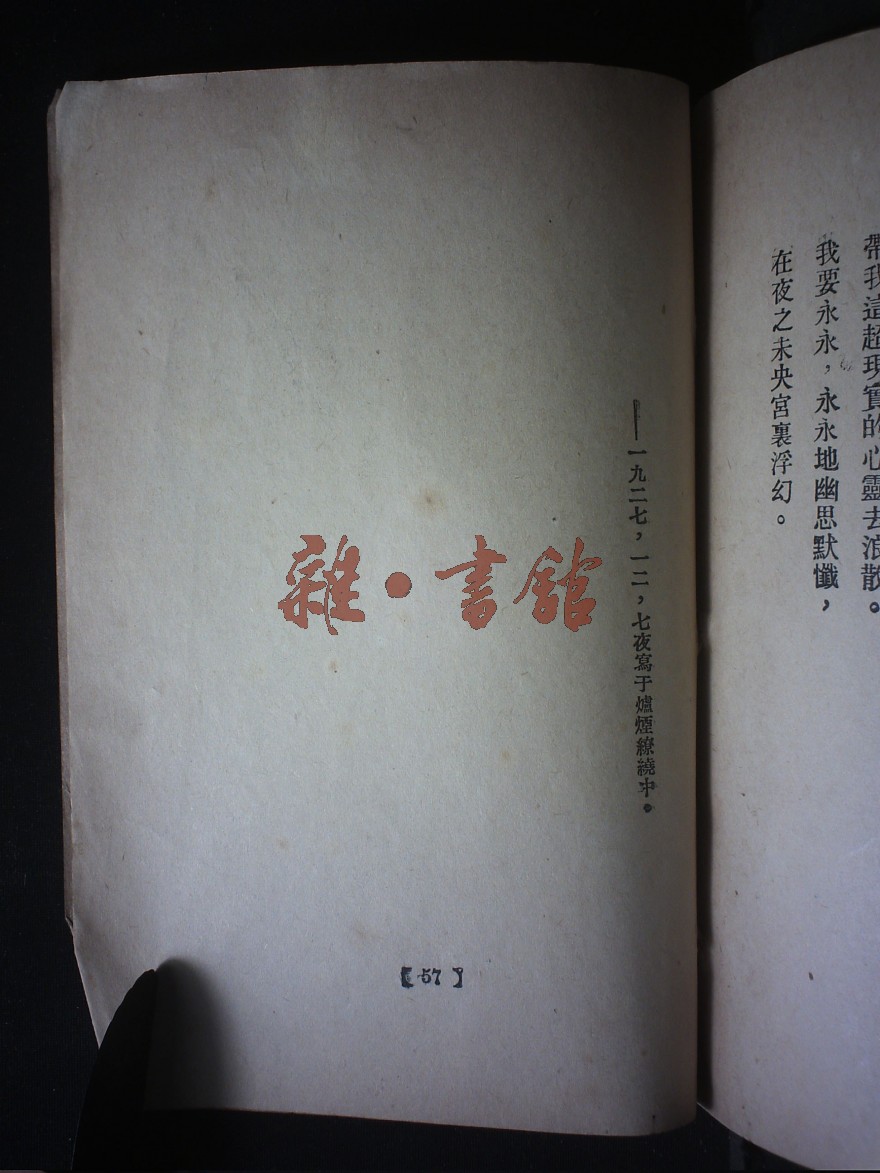 帶我這超現實的心靈去浪散。
我要永永，永永地幽思默懺，
在夜之未央宮裏浮幻。
——一九二七，一二，七夜寫于爐煙繚繞中。
雜·書館
【57】